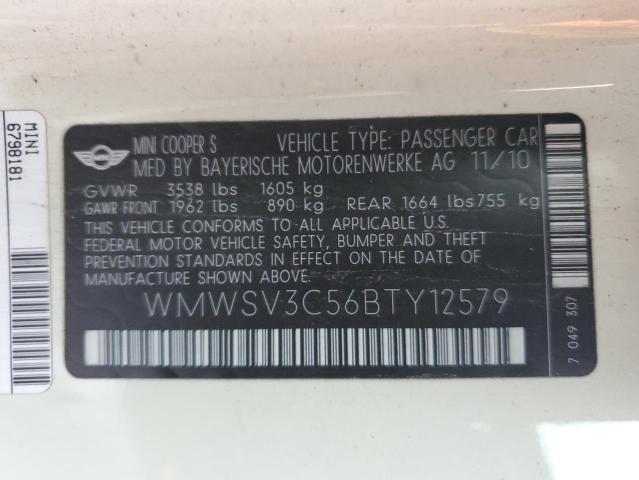 MINI COOPER S VEHICLE TYPE: PASSENGER CAR
MFD BY BAYERISCHE MOTORENWERKE AG 11/10
GVWR 3538 lbs 1605 kg
GAWR FRONT 1962 lbs 890 kg REAR 1664 lbs 755 kg
THIS VEHICLE CONFORMS TO ALL APPLICABLE U.S.
FEDERAL MOTOR VEHICLE SAFETY, BUMPER AND THEFT
PREVENTION STANDARDS IN EFFECT ON THE DATE OF
MANUFACTURE SHOWN ABOVE.
WMWSV3C56BTY12579
7 049 307
MINI
6798181